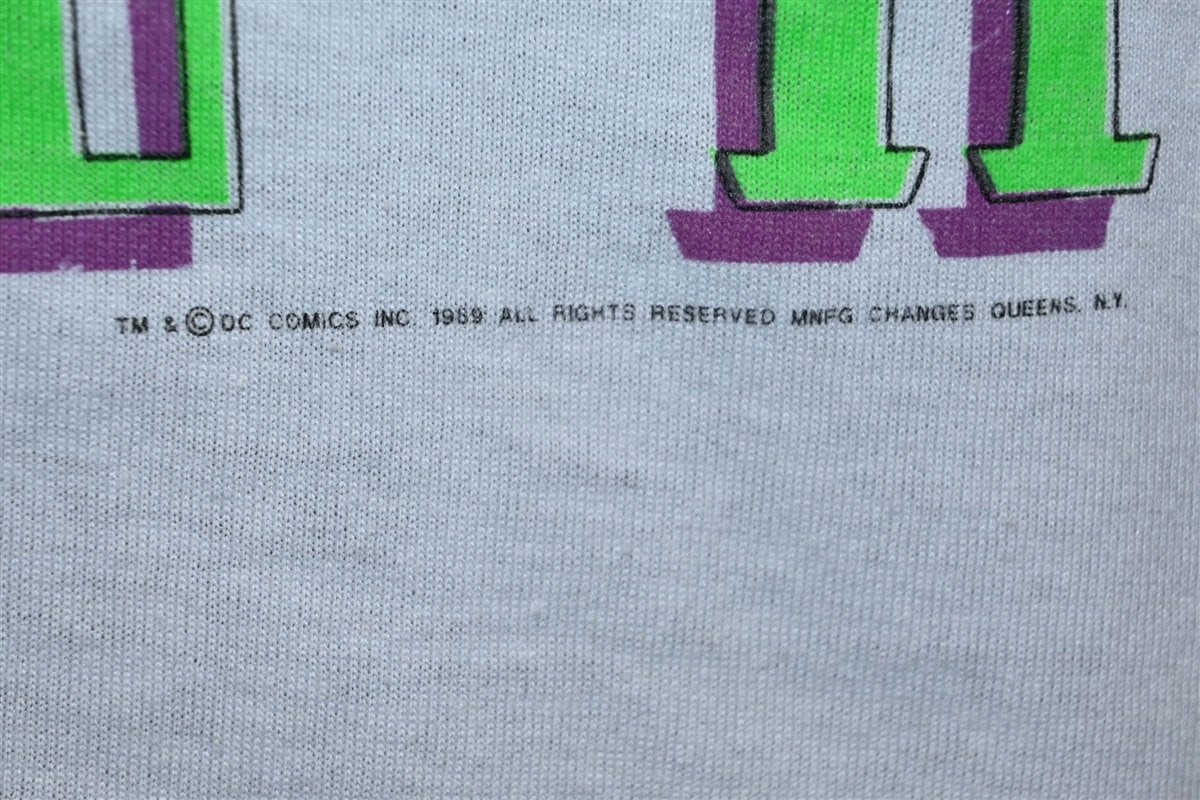 TM & © DC COMICS INC. 1989 ALL RIGHTS RESERVED MNFG CHANGES QUEENS, N.Y.